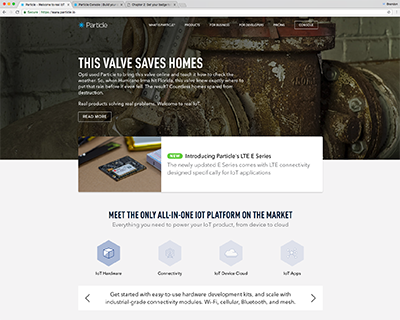 Particle - Welcome to real IoT
Particle Console - Build your
Chapter 3: Get your badge
Secure https://www.particle.io
Particle
WHAT IS PARTICLE?
PRODUCTS
FOR BUSINESS
FOR DEVELOPERS
PRICING
CONSOLE
THIS VALVE SAVES HOMES
Opti used Particle to bring this valve online and teach it how to check the
weather. So, when Hurricane Irma hit Florida, this valve knew exactly where to
put that rain before it even fell. The result? Countless homes spared from
destruction.
Real products solving real problems. Welcome to real IoT.
READ MORE
NEW Introducing Particle's LTE E Series
The newly updated E Series comes with LTE connectivity
designed specifically for IoT applications
MEET THE ONLY ALL-IN-ONE IOT PLATFORM ON THE MARKET
Everything you need to power your IoT product, from device to cloud
IoT Hardware
Connectivity
IoT Device Cloud
IoT Apps
Get started with easy-to-use hardware development kits, and scale with
industrial-grade connectivity modules. Wi-Fi, cellular, Bluetooth, and mesh.